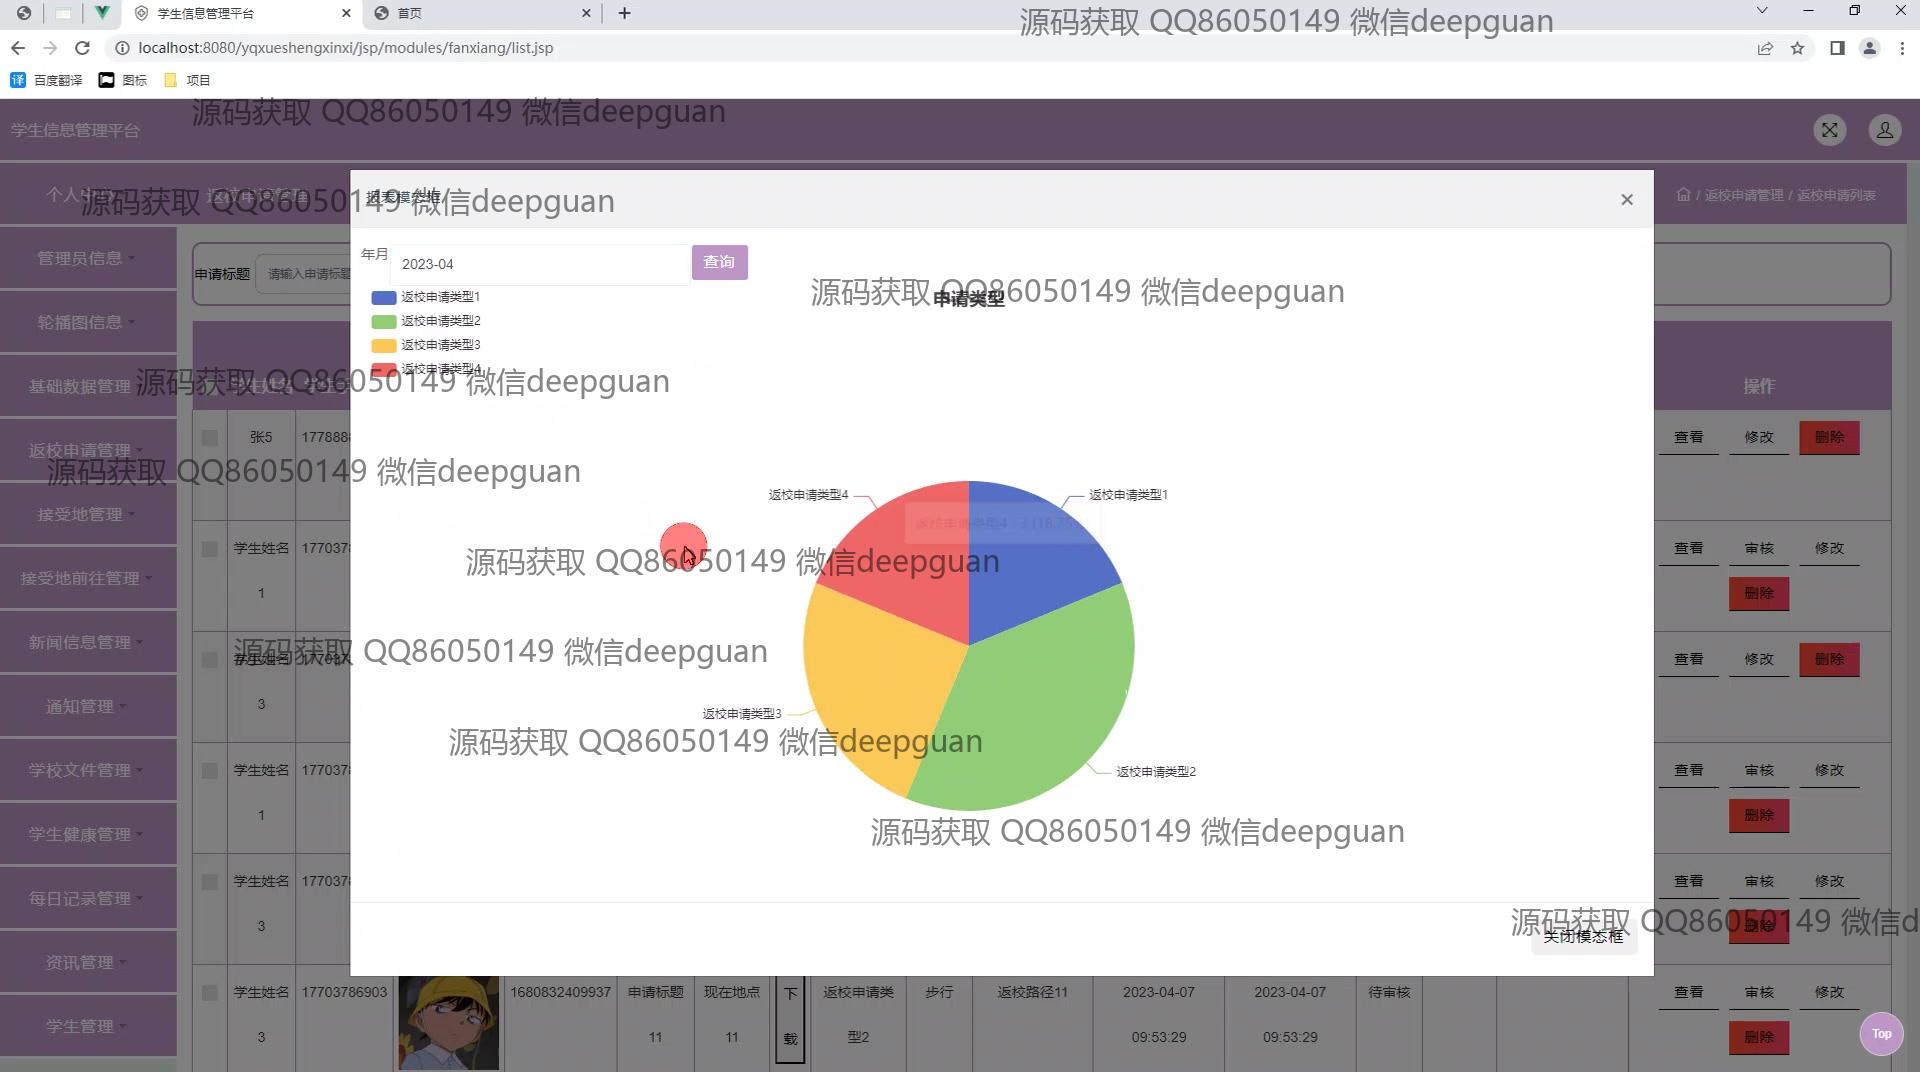 学生信息管理平台
首页
源码获取 QQ86050149 微信deepguan
localhost:8080/yqxueshengxinxi/jsp/modules/fanxiang/list.jsp
百度翻译 图标 项目
源码获取 QQ86050149 微信deepguan
学生信息管理平台
个人中心 返校申请管理 报表模态框 × / 返校申请管理 / 返校申请列表
源码获取 QQ86050149 微信deepguan
管理员信息
轮播图信息
基础数据管理
返校申请管理
接受地管理
接受地前往管理
新闻信息管理
通知管理
学校文件管理
学生健康管理
每日记录管理
资讯管理
学生管理
申请标题 请输入申请标题
年月 2023-04 查询
源码获取 QQ86050149 微信deepguan
申请类型
返校申请类型1
返校申请类型2
返校申请类型3
返校申请类型4
源码获取 QQ86050149 微信deepguan
学生姓名
操作
张5 177888
查看 修改 删除
源码获取 QQ86050149 微信deepguan
返校申请类型4
返校申请类型1
学生姓名 177037
1
查看 审核 修改
删除
源码获取 QQ86050149 微信deepguan
源码获取 QQ86050149 微信deepguan
学生姓名 177037
3
查看 修改 删除
返校申请类型3
源码获取 QQ86050149 微信deepguan
返校申请类型2
学生姓名 177037
1
查看 审核 修改
删除
源码获取 QQ86050149 微信deepguan
学生姓名 177037
3
查看 审核 修改
删除
源码获取 QQ86050149 微信d
关闭模态框
学生姓名 17703786903 1680832409937 申请标题 现在地点 下 返校申请类 步行 返校路径11 2023-04-07 2023-04-07 待审核 查看 审核 修改
3 11 11 载 型2 09:53:29 09:53:29 删除
Top